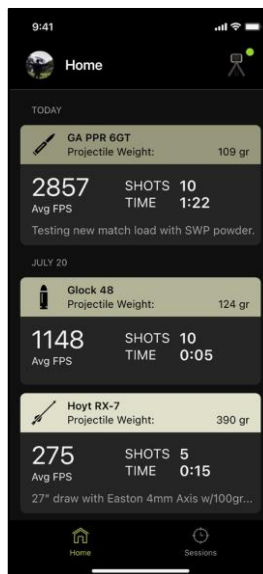 9:41
Home
TODAY
GA PPR 6GT
Projectile Weight: 109 gr
2857 SHOTS 10
Avg FPS TIME 1:22
Testing new match load with SWP powder.
JULY 20
Glock 48
Projectile Weight: 124 gr
1148 SHOTS 10
Avg FPS TIME 0:05
Hoyt RX-7
Projectile Weight: 390 gr
275 SHOTS 5
Avg FPS TIME 0:15
27" draw with Easton 4mm Axis w/100gr...
Home Sessions